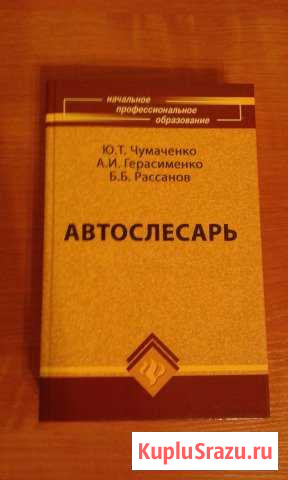 начальное
профессиональное
образование
Ю.Т. Чумаченко
А.И. Герасименко
Б.Б. Рассанов
АВТОСЛЕСАРЬ
KupluSrazu.ru